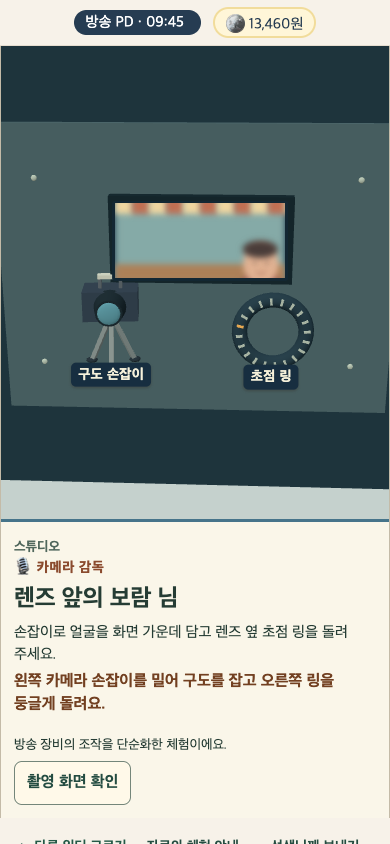 방송 PD · 09:45
13,460원
구도 손잡이
초점 링
스튜디오
카메라 감독
렌즈 앞의 보람 님
손잡이로 얼굴을 화면 가운데 담고 렌즈 옆 초점 링을 돌려
주세요.
왼쪽 카메라 손잡이를 밀어 구도를 잡고 오른쪽 링을
둥글게 돌려요.
방송 장비의 조작을 단순화한 체험이에요.
촬영 화면 확인